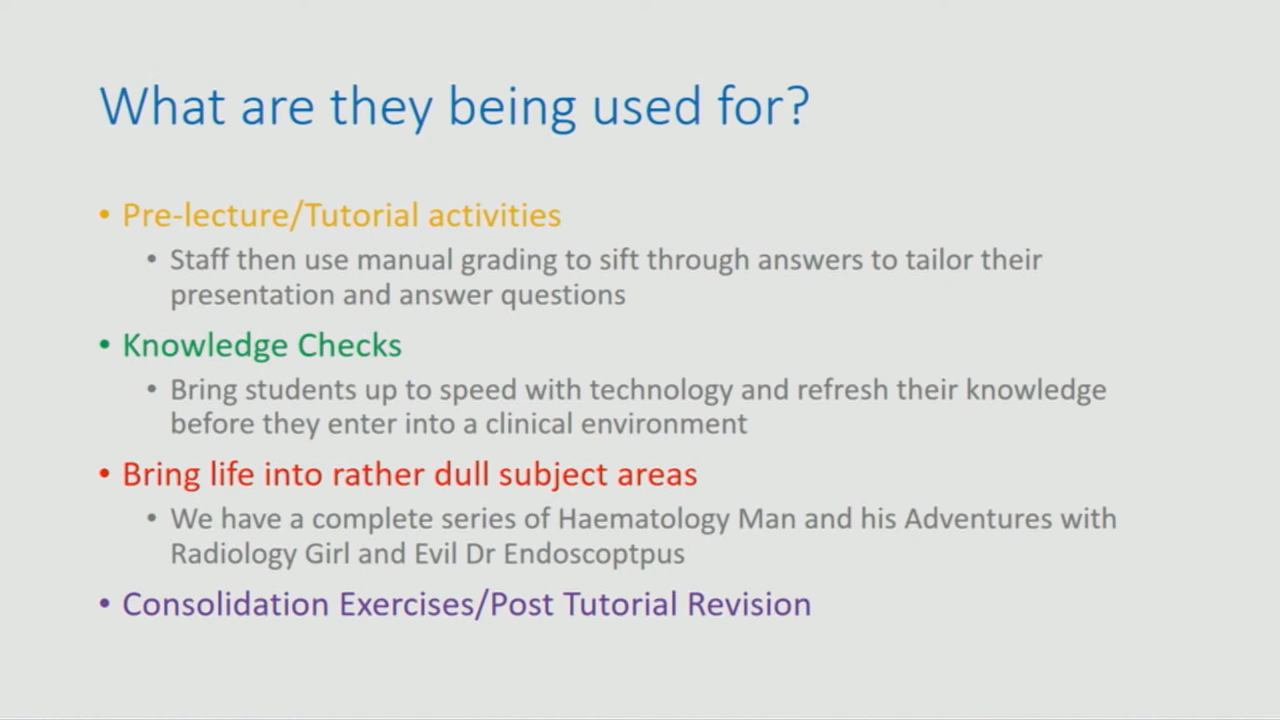 What are they being used for?
• Pre-lecture/Tutorial activities
• Staff then use manual grading to sift through answers to tailor their
presentation and answer questions
• Knowledge Checks
• Bring students up to speed with technology and refresh their knowledge
before they enter into a clinical environment
• Bring life into rather dull subject areas
• We have a complete series of Haematology Man and his Adventures with
Radiology Girl and Evil Dr Endoscoptpus
• Consolidation Exercises/Post Tutorial Revision